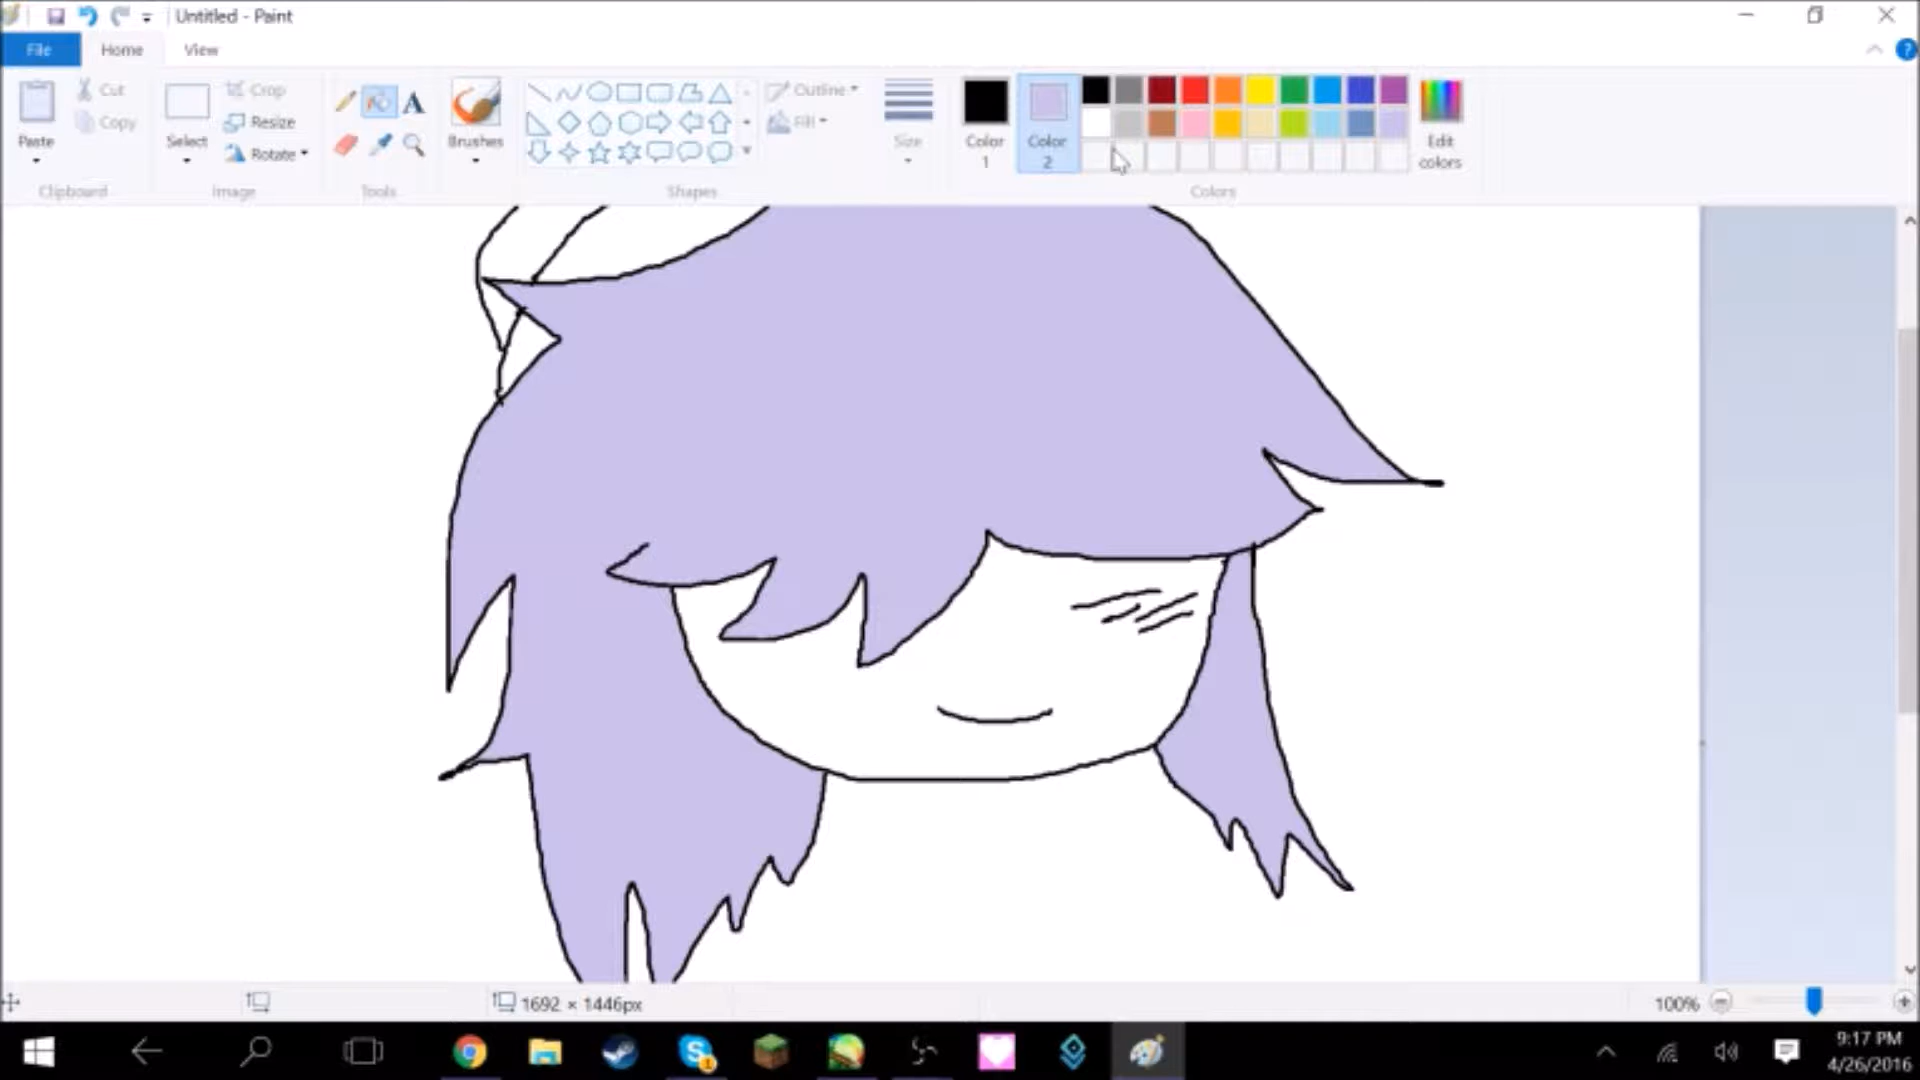 Untitled - Paint
File Home View
Paste Cut Copy Select Crop Resize Rotate Brushes Outline Fill Size Color 1 Color 2 Edit colors
Clipboard Image Tools Shapes Colors
1692 × 1446px 100%
9:17 PM
4/26/2016